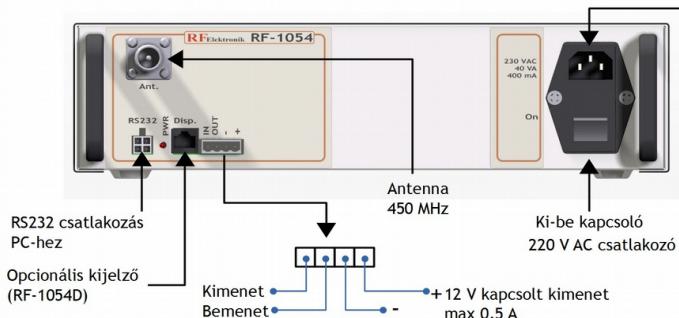 RF Elektronik RF-1054
Ant.
230 VAC
40 VA
400 mA
On
RS232
PWR
Disp.
IN
OUT
- +
Antenna
450 MHz
RS232 csatlakozás
PC-hez
Ki-be kapcsoló
220 V AC csatlakozó
Opcionális kijelző
(RF-1054D)
Kimenet
Bemenet
-
+ 12 V kapcsolt kimenet
max 0.5 A